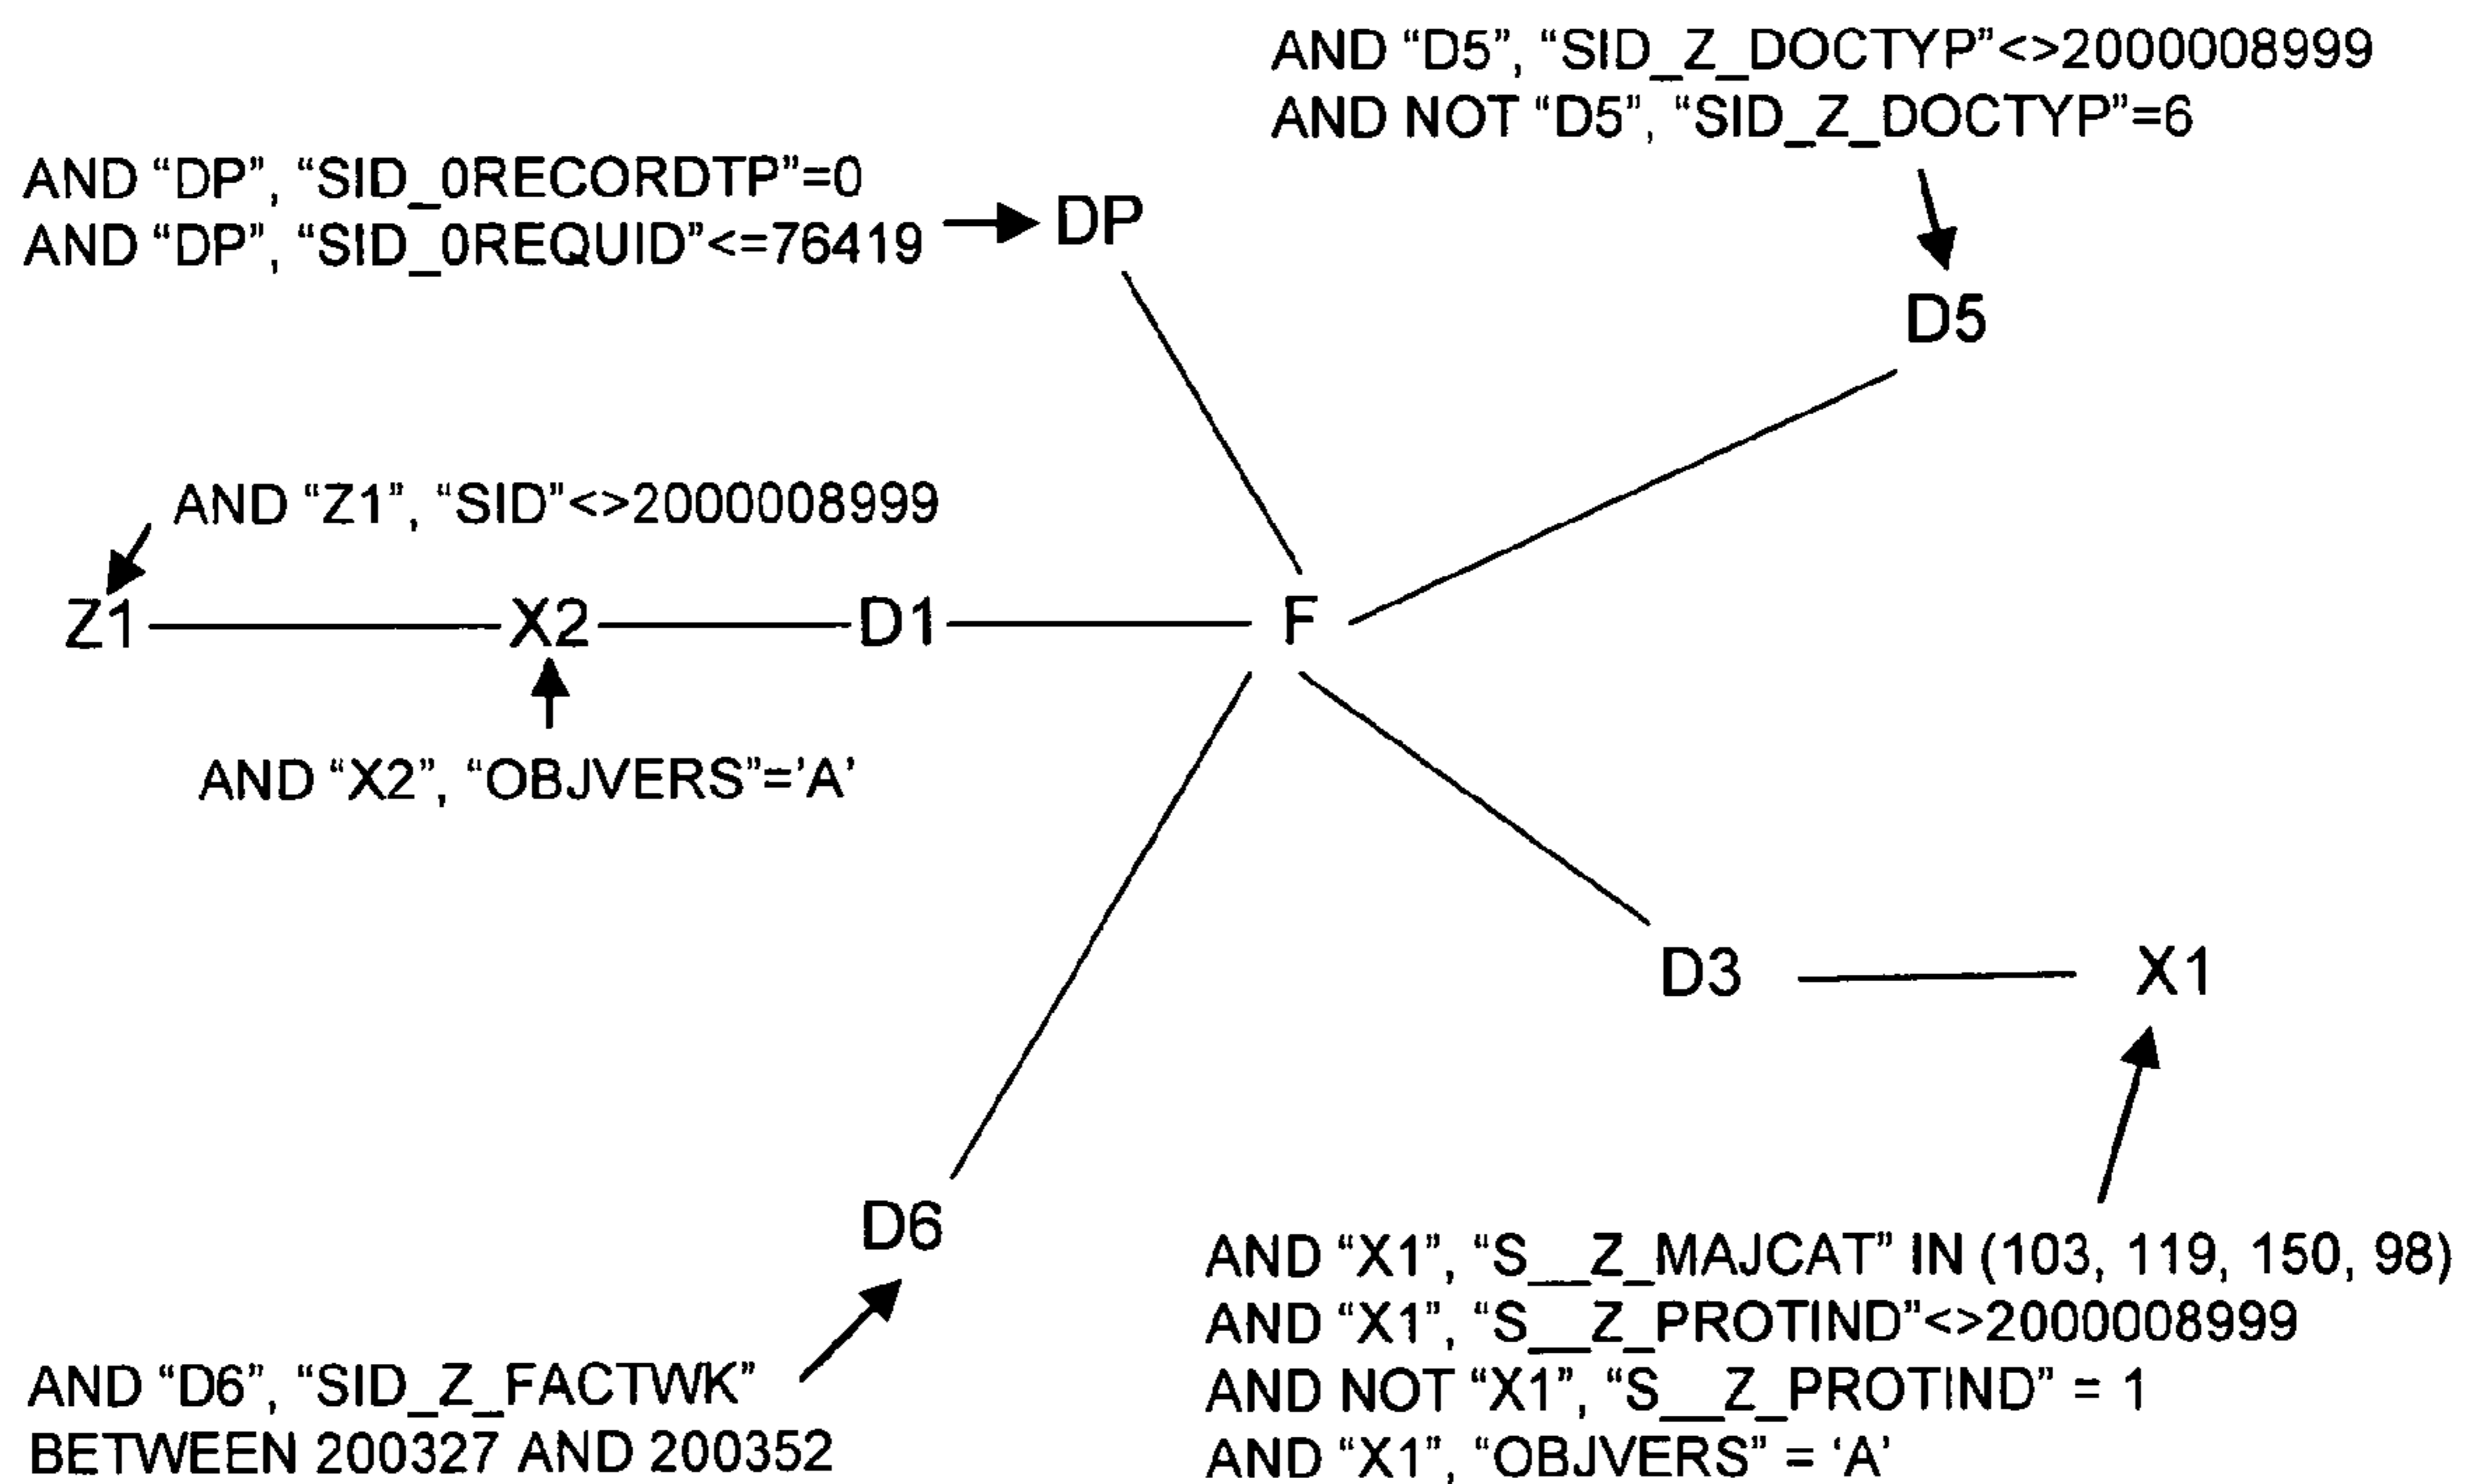 AND “D5”, “SID_Z_DOCTYP”<>2000008999
AND NOT “D5”, “SID_Z_DOCTYP”=6
AND “DP”, “SID_0RECORDTP”=0
AND “DP”, “SID_0REQUID”<=76419
DP
D5
AND “Z1”, “SID”<>2000008999
Z1 X2 D1 F
AND “X2”, “OBJVERS”=’A’
D3 X1
D6
AND “D6”, “SID_Z_FACTWK”
BETWEEN 200327 AND 200352
AND “X1”, “S__Z_MAJCAT” IN (103, 119, 150, 98)
AND “X1”, “S__Z_PROTIND”<>2000008999
AND NOT “X1”, “S__Z_PROTIND” = 1
AND “X1”, “OBJVERS” = ‘A’